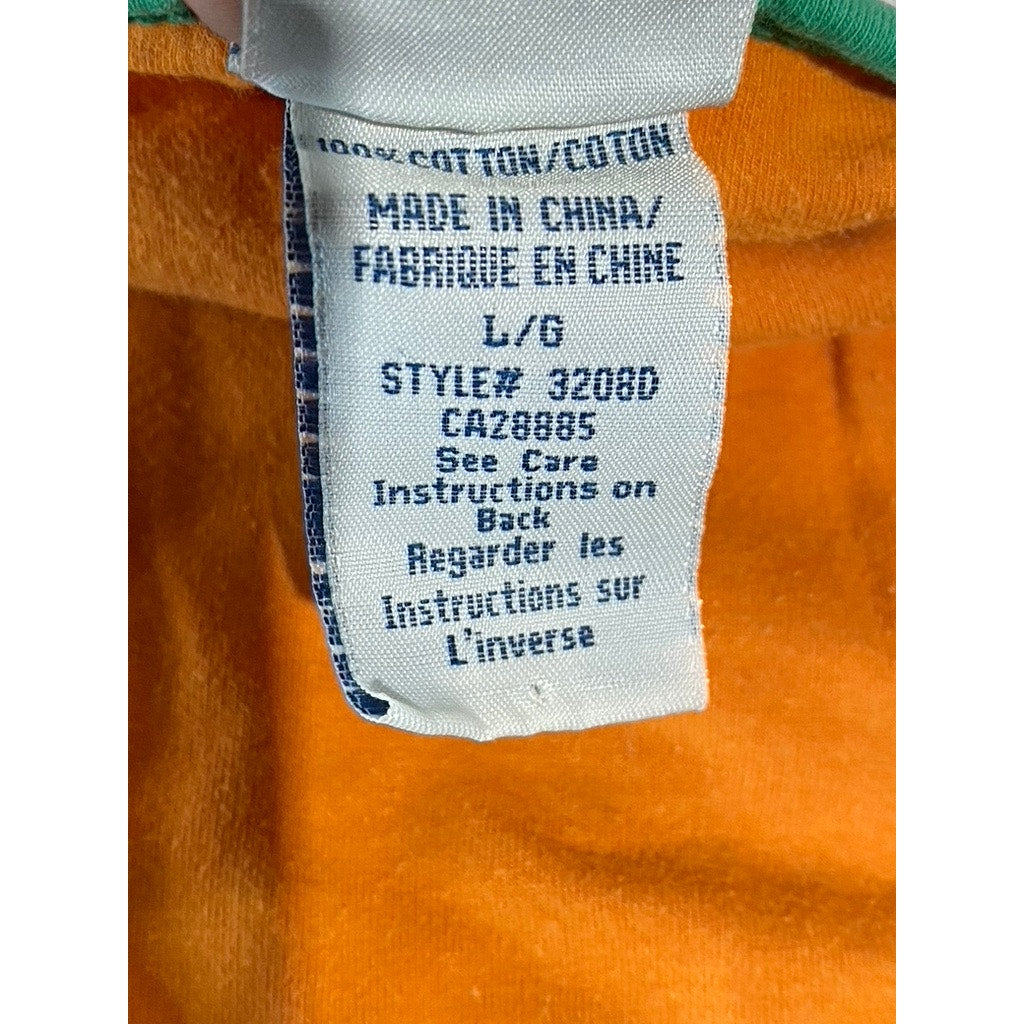 100% COTTON/COTON
MADE IN CHINA/
FABRIQUE EN CHINE
L/G
STYLE# 3208D
CA28885
See Care
Instructions on
Back
Regarder les
Instructions sur
L'inverse